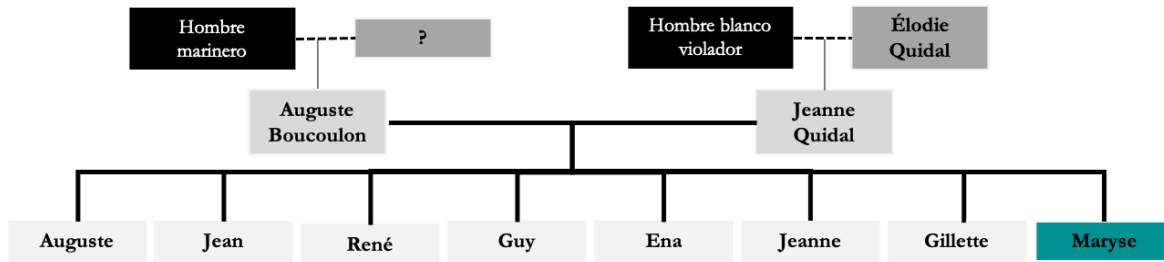 Hombre
marinero
?
Hombre blanco
violador
Élodie
Quidal
Auguste
Boucoulon
Jeanne
Quidal
Auguste
Jean
René
Guy
Ena
Jeanne
Gillette
Maryse